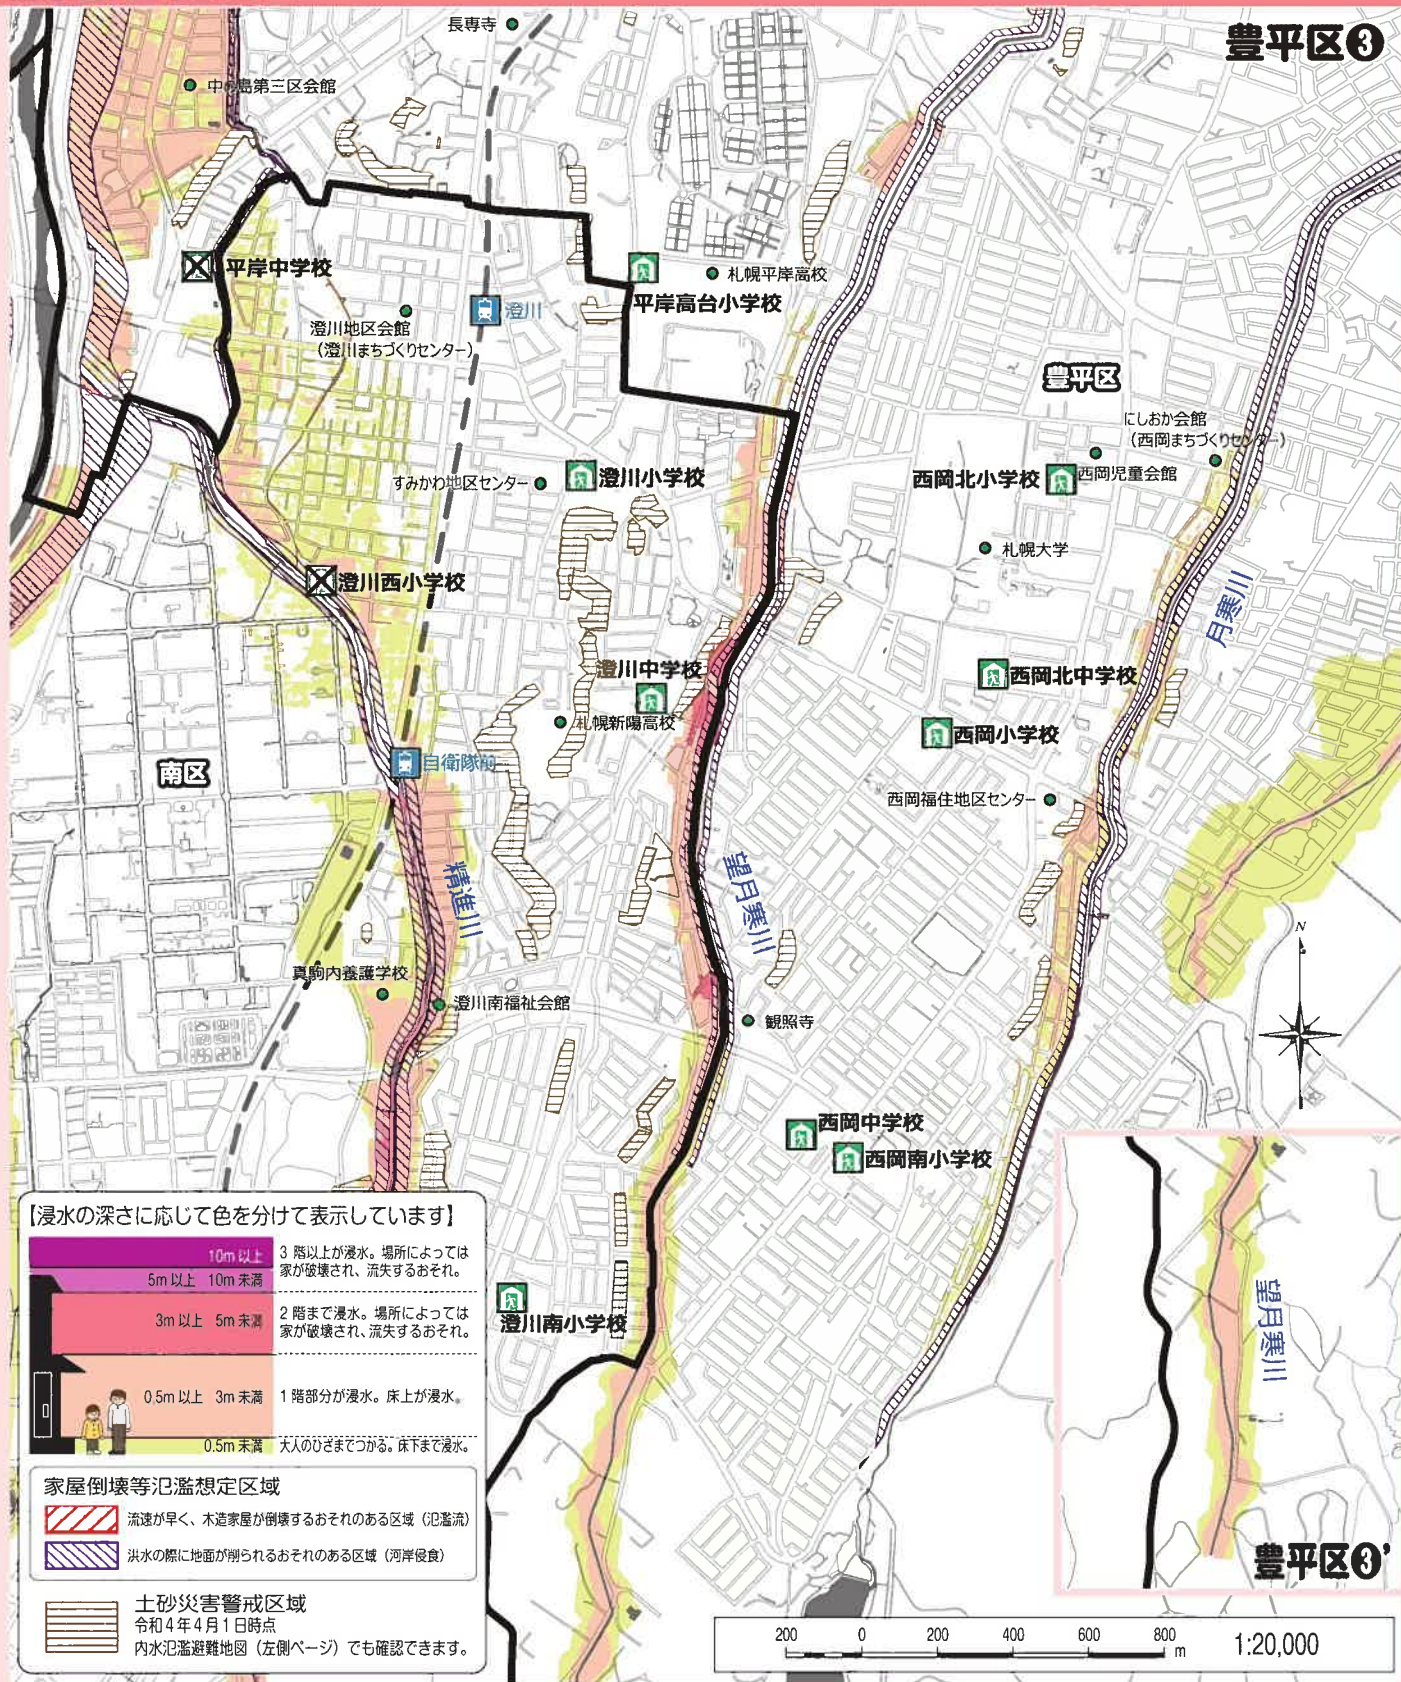 豊平区❸
長専寺
中の島第三区会館
平岸中学校
澄川地区会館
（澄川まちづくりセンター）
澄川
平岸高台小学校
札幌平岸高校
豊平区
にしおか会館
（西岡まちづくりセンター）
西岡北小学校
西岡児童会館
すみかわ地区センター
澄川小学校
札幌大学
澄川西小学校
月寒川
澄川中学校
西岡北中学校
札幌新陽高校
西岡小学校
南区
自衛隊前
西岡福住地区センター
精進川
望月寒川
N
真駒内養護学校
澄川南福祉会館
観照寺
西岡中学校
西岡南小学校
澄川南小学校
【浸水の深さに応じて色を分けて表示しています】
10m 以上
3 階以上が浸水。場所によっては
家が破壊され、流失するおそれ。
5m 以上 10m 未満
3m 以上 5m 未満
2 階まで浸水。場所によっては
家が破壊され、流失するおそれ。
0.5m 以上 3m 未満
1 階部分が浸水。床上が浸水。
0.5m 未満
大人のひざまでつかる。床下まで浸水。
家屋倒壊等氾濫想定区域
流速が早く、木造家屋が倒壊するおそれのある区域（氾濫流）
洪水の際に地面が削られるおそれのある区域（河岸侵食）
土砂災害警戒区域
令和４年４月１日時点
内水氾濫避難地図（左側ページ）でも確認できます。
望月寒川
豊平区❸’
200 0 200 400 600 800 m
1:20,000